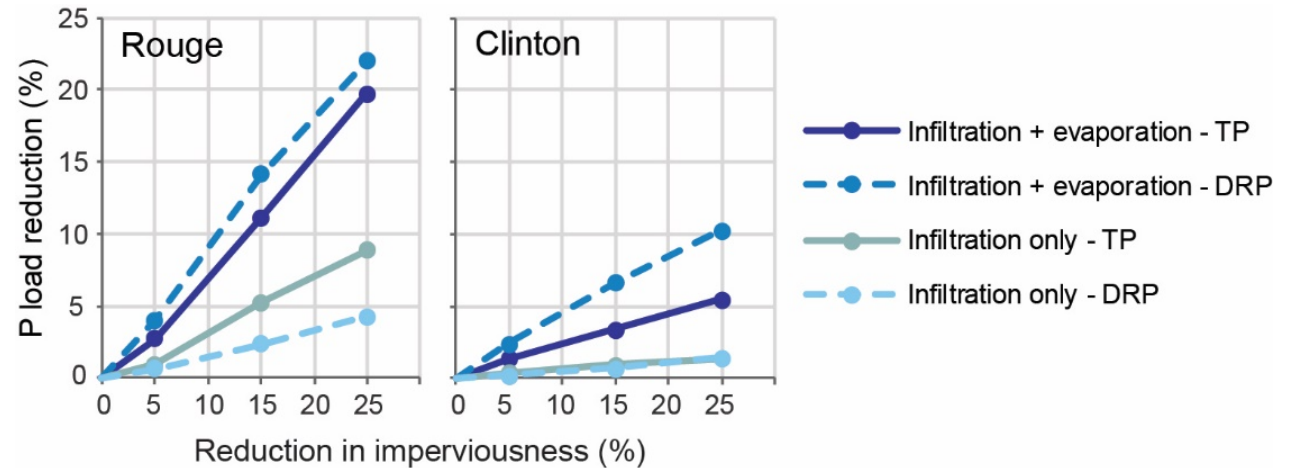 Rouge
Clinton
P load reduction (%)
25
20
15
10
5
0
0 5 10 15 20 25
0 5 10 15 20 25
Reduction in imperviousness (%)
Infiltration + evaporation - TP
Infiltration + evaporation - DRP
Infiltration only - TP
Infiltration only - DRP